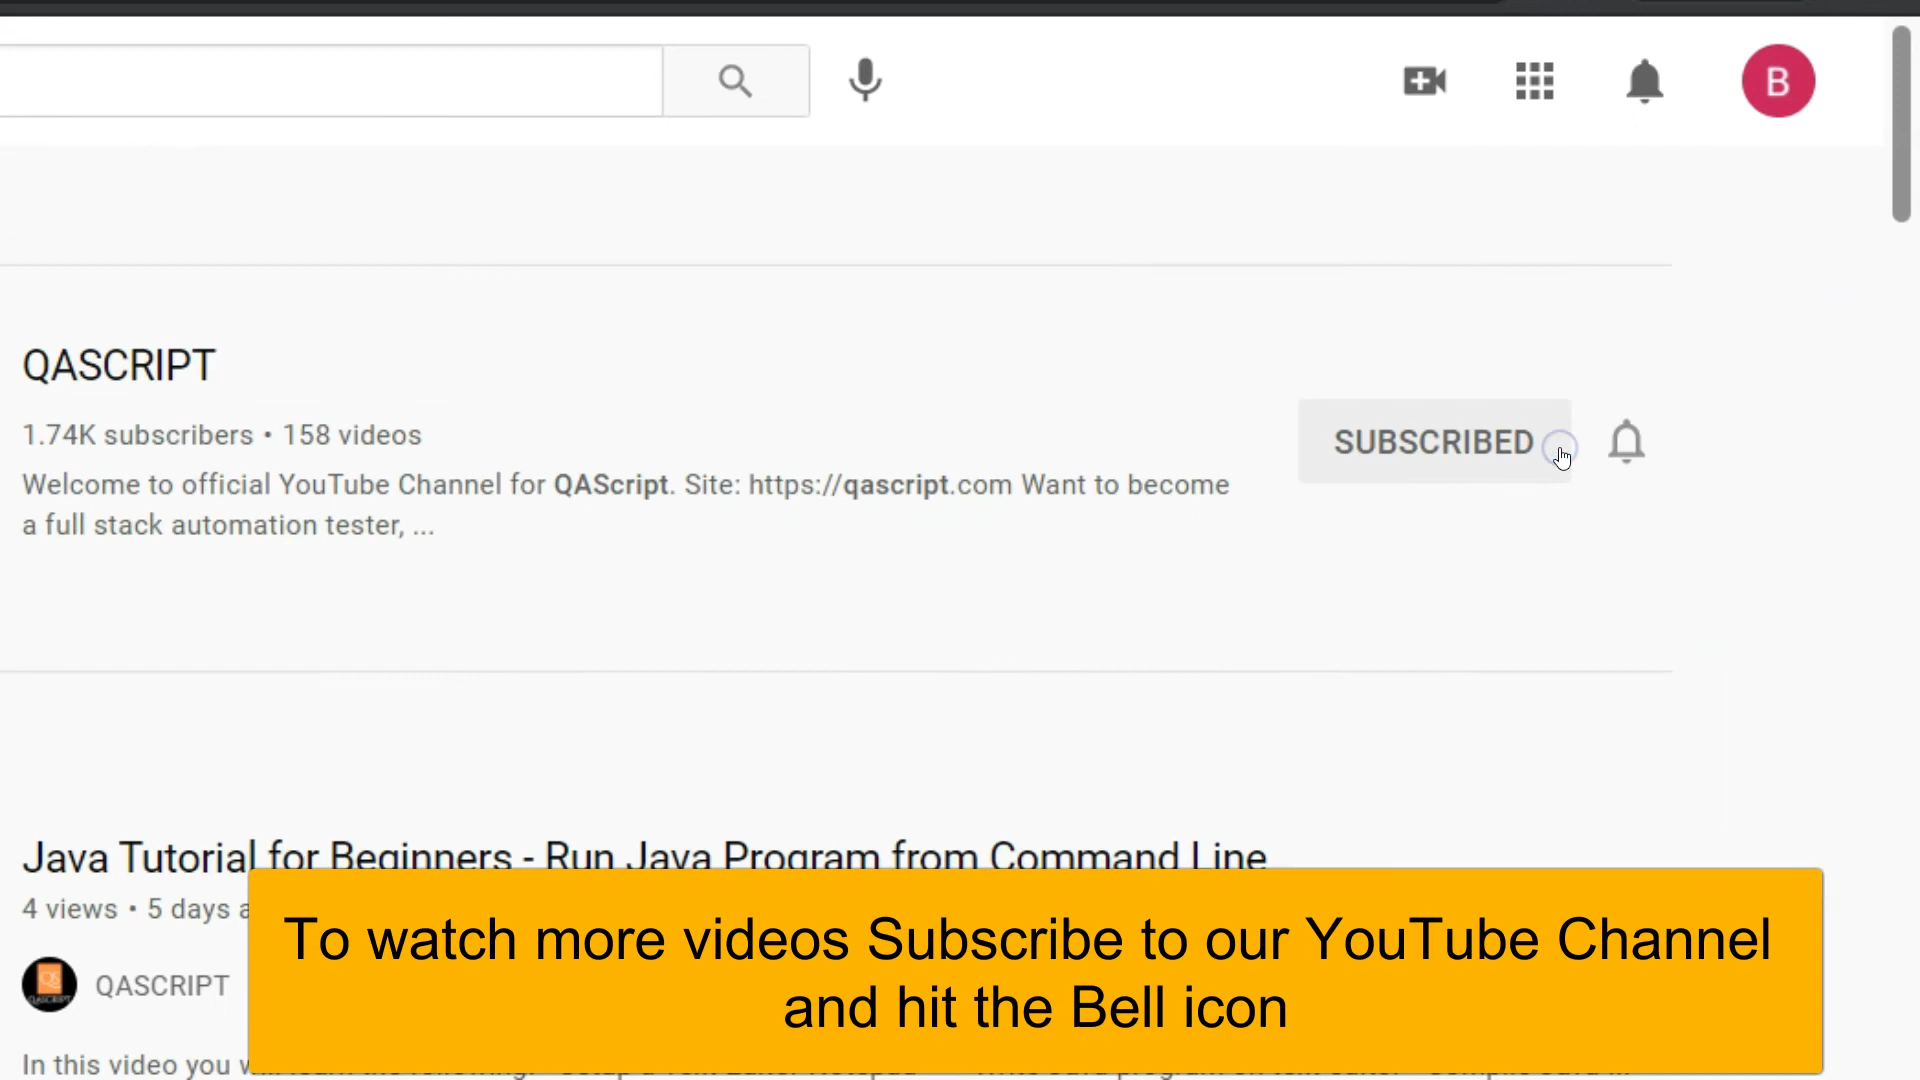 B
QASCRIPT
1.74K subscribers • 158 videos
SUBSCRIBED
Welcome to official YouTube Channel for QAScript. Site: https://qascript.com Want to become
a full stack automation tester, ...
Java Tutorial for Beginners - Run Java Program from Command Line
4 views • 5 days
To watch more videos Subscribe to our YouTube Channel
and hit the Bell icon
QASCRIPT
In this video you